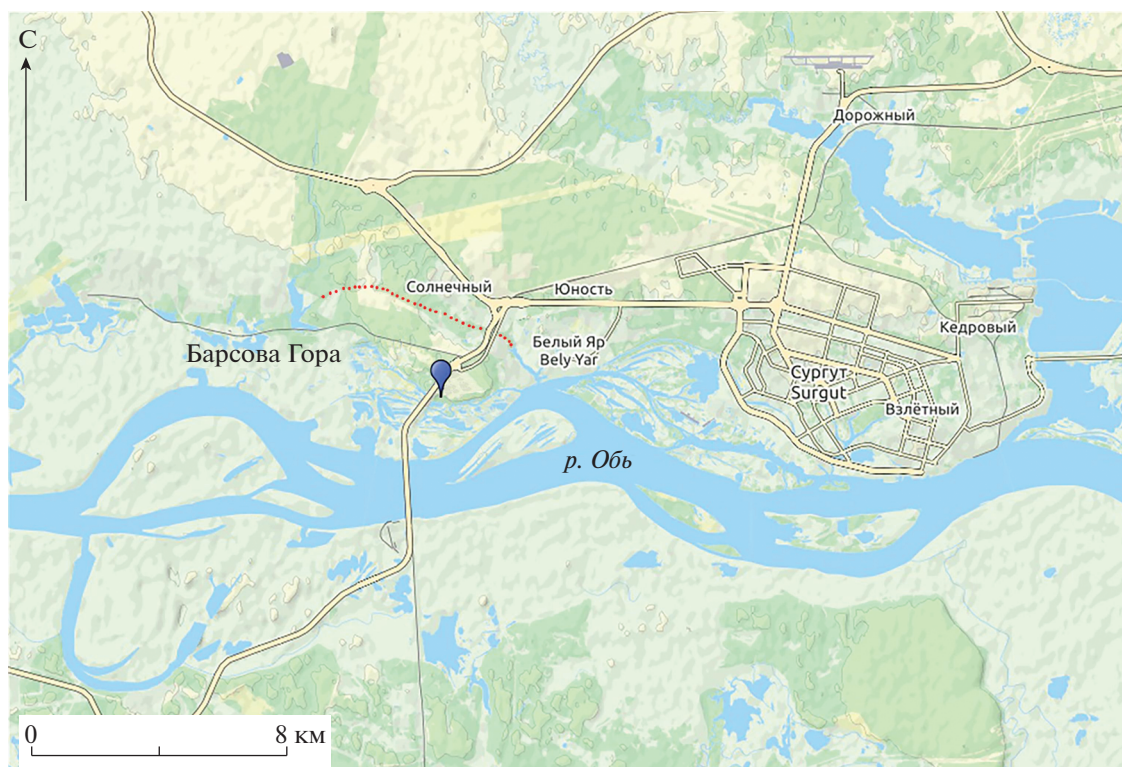 С
Дорожный
Солнечный
Юность
Кедровый
Белый Яр
Bely Yar
Барсова Гора
Сургут
Surgut
Взлётный
р. Обь
0
8 км